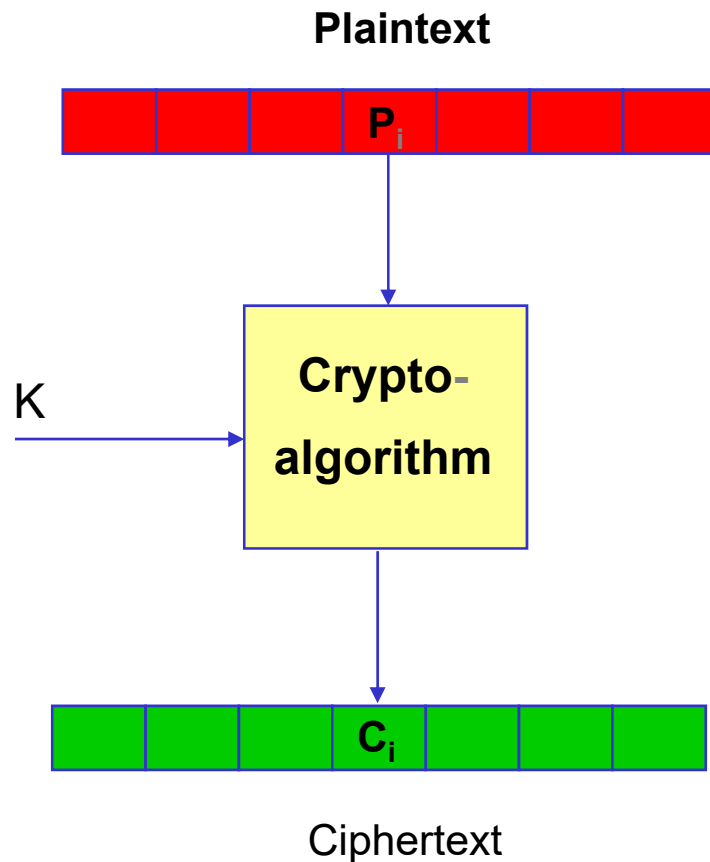 Plaintext
Pi
K
Crypto-
algorithm
Ci
Ciphertext